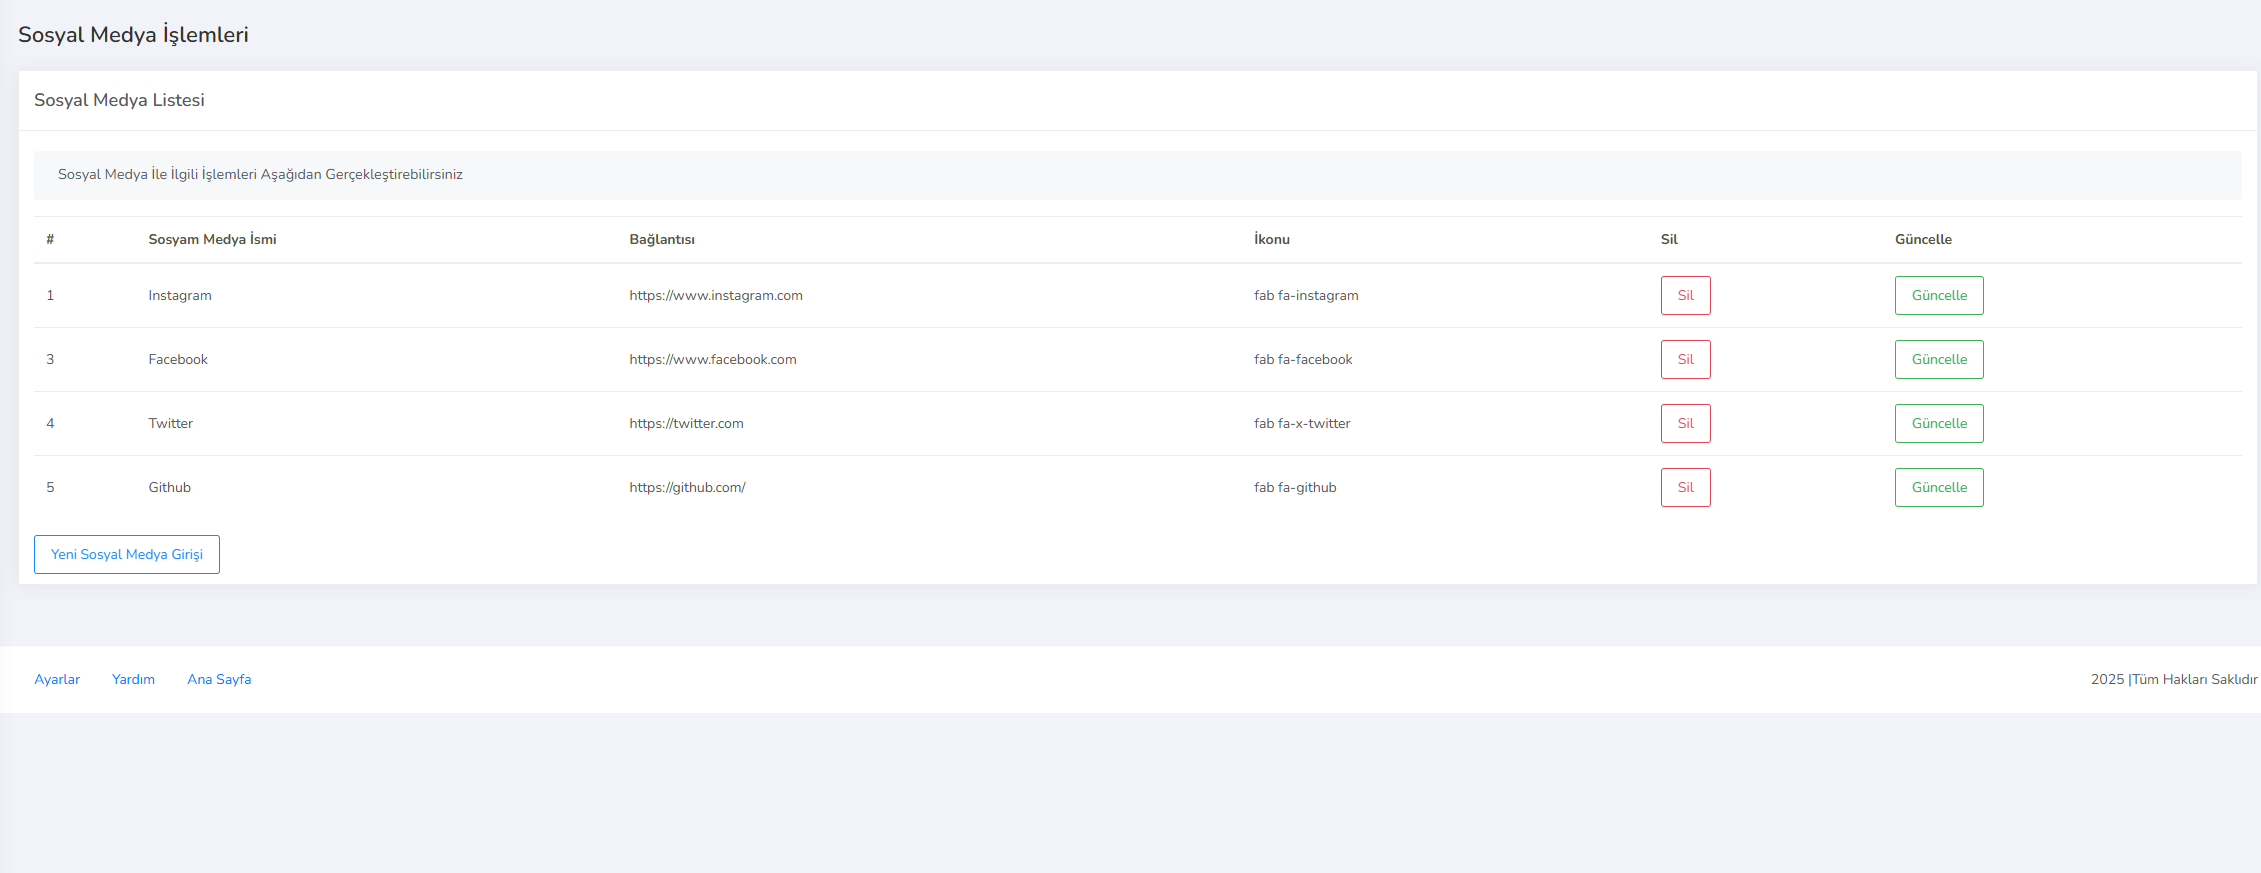 Sosyal Medya İşlemleri
Sosyal Medya Listesi
Sosyal Medya İle İlgili İşlemleri Aşağıdan Gerçekleştirebilirsiniz
# Sosyam Medya İsmi Bağlantısı İkonu Sil Güncelle
1 Instagram https://www.instagram.com fab fa-instagram Sil Güncelle
3 Facebook https://www.facebook.com fab fa-facebook Sil Güncelle
4 Twitter https://twitter.com fab fa-x-twitter Sil Güncelle
5 Github https://github.com/ fab fa-github Sil Güncelle
Yeni Sosyal Medya Girişi
Ayarlar Yardım Ana Sayfa 2025 |Tüm Hakları Saklıdır